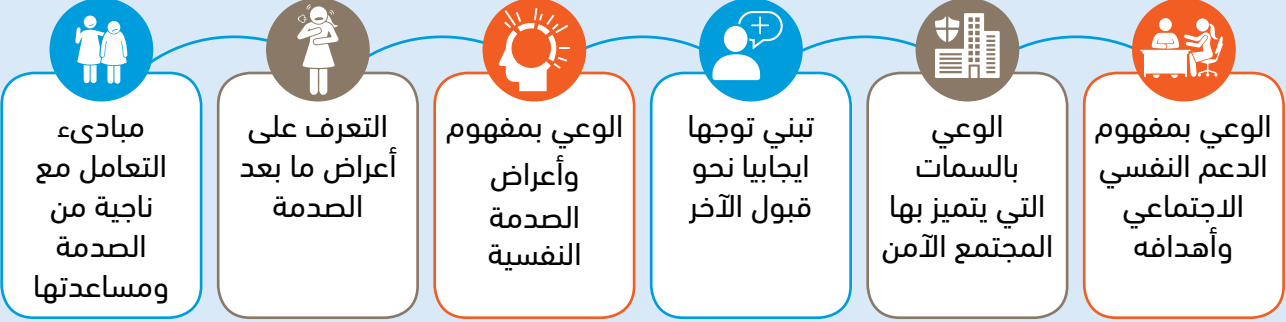 الوعي بمفهوم
الدعم النفسي
الاجتماعي
وأهدافه
الوعي
بالسمات
التي يتميز بها
المجتمع الآمن
تبني توجها
ايجابيا نحو
قبول الآخر
الوعي بمفهوم
وأعراض
الصدمة
النفسية
التعرف على
أعراض ما بعد
الصدمة
مبادىء
التعامل مع
ناجية من
الصدمة
ومساعدتها